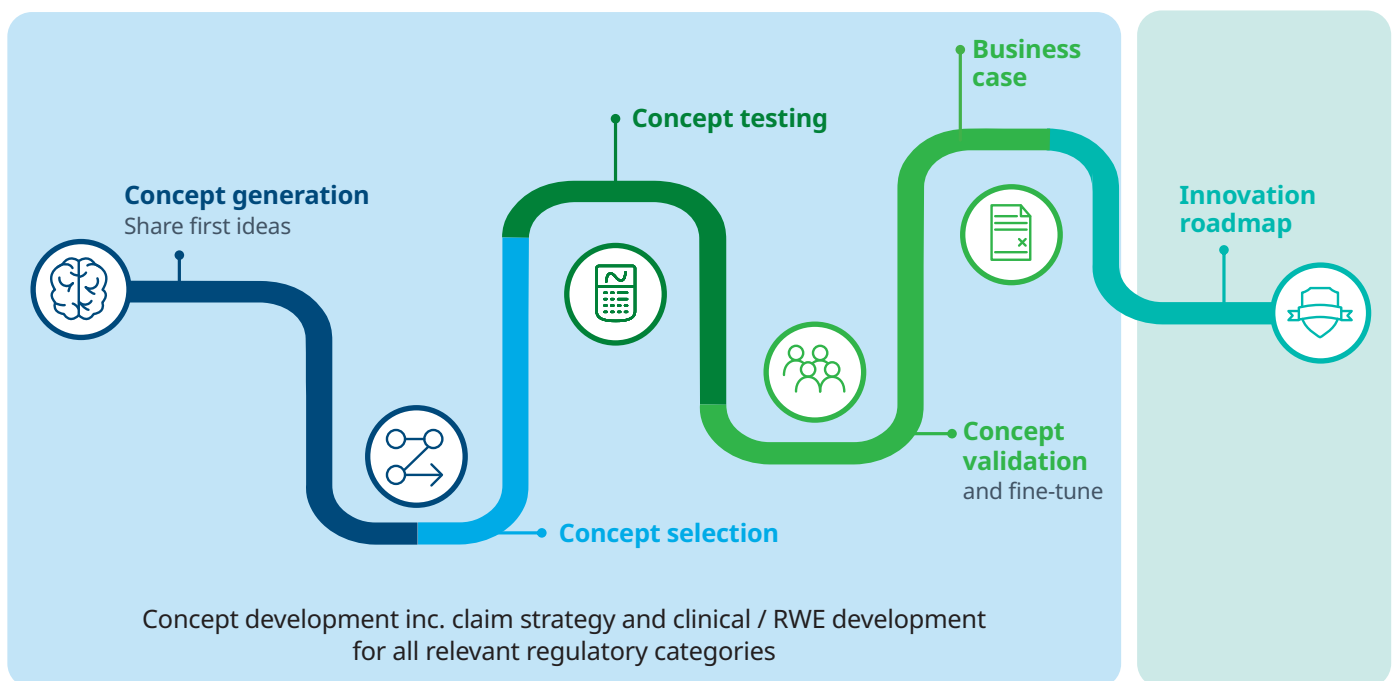 Concept generation
Share first ideas
Concept selection
Concept testing
Concept
validation
and fine-tune
Business
case
Innovation
roadmap
Concept development inc. claim strategy and clinical / RWE development
for all relevant regulatory categories